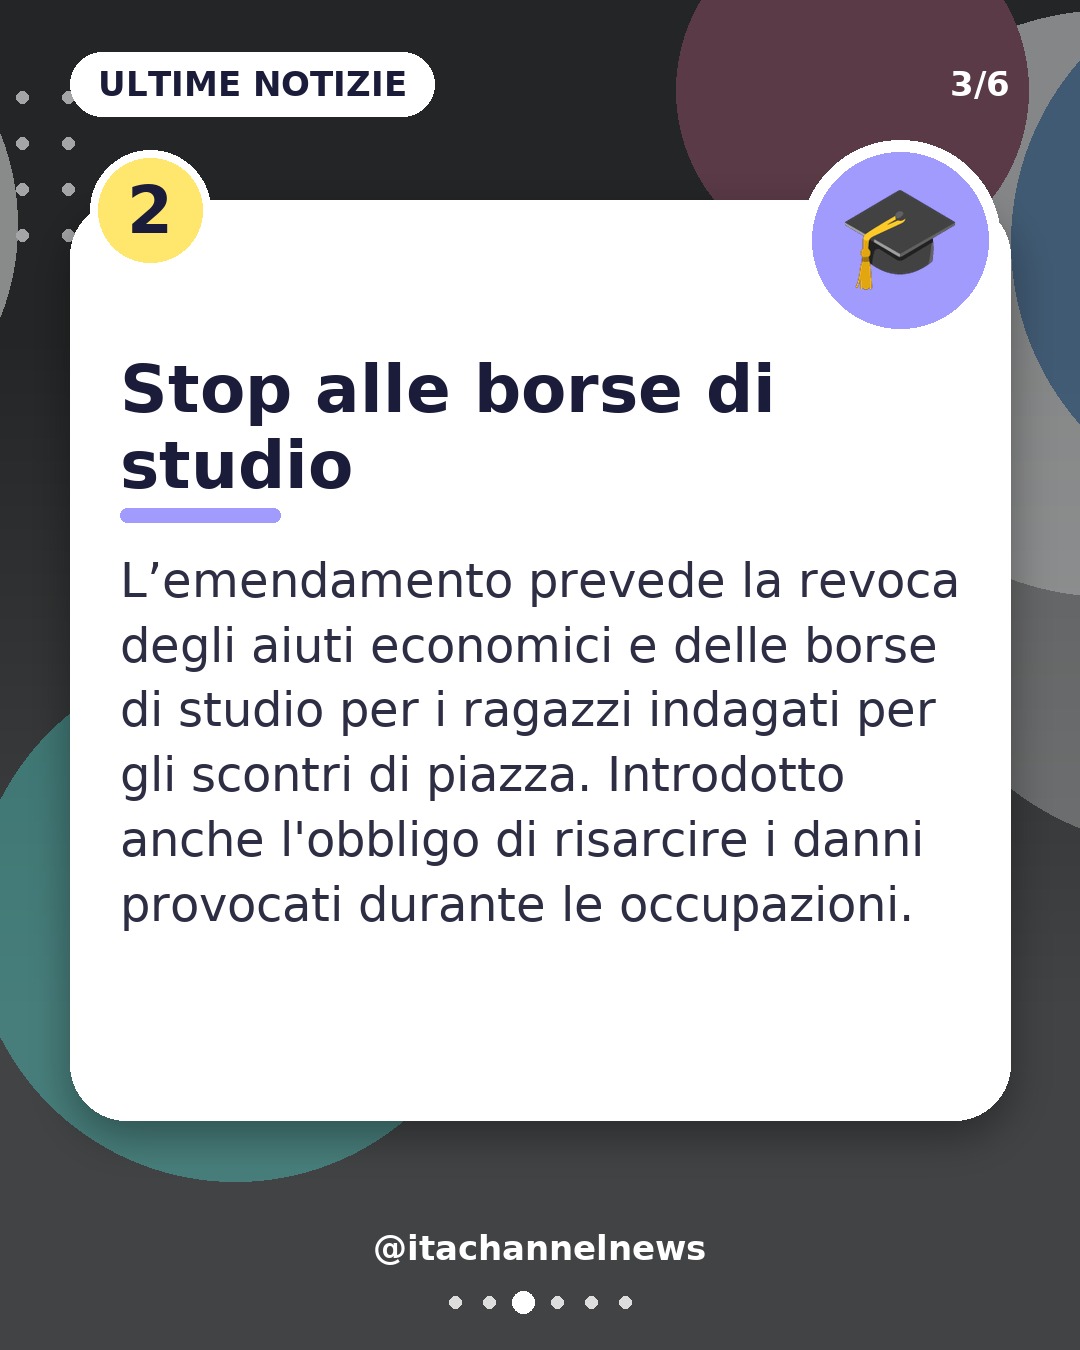 ULTIME NOTIZIE
3/6
2
Stop alle borse di
studio
L’emendamento prevede la revoca
degli aiuti economici e delle borse
di studio per i ragazzi indagati per
gli scontri di piazza. Introdotto
anche l'obbligo di risarcire i danni
provocati durante le occupazioni.
@itachannelnews